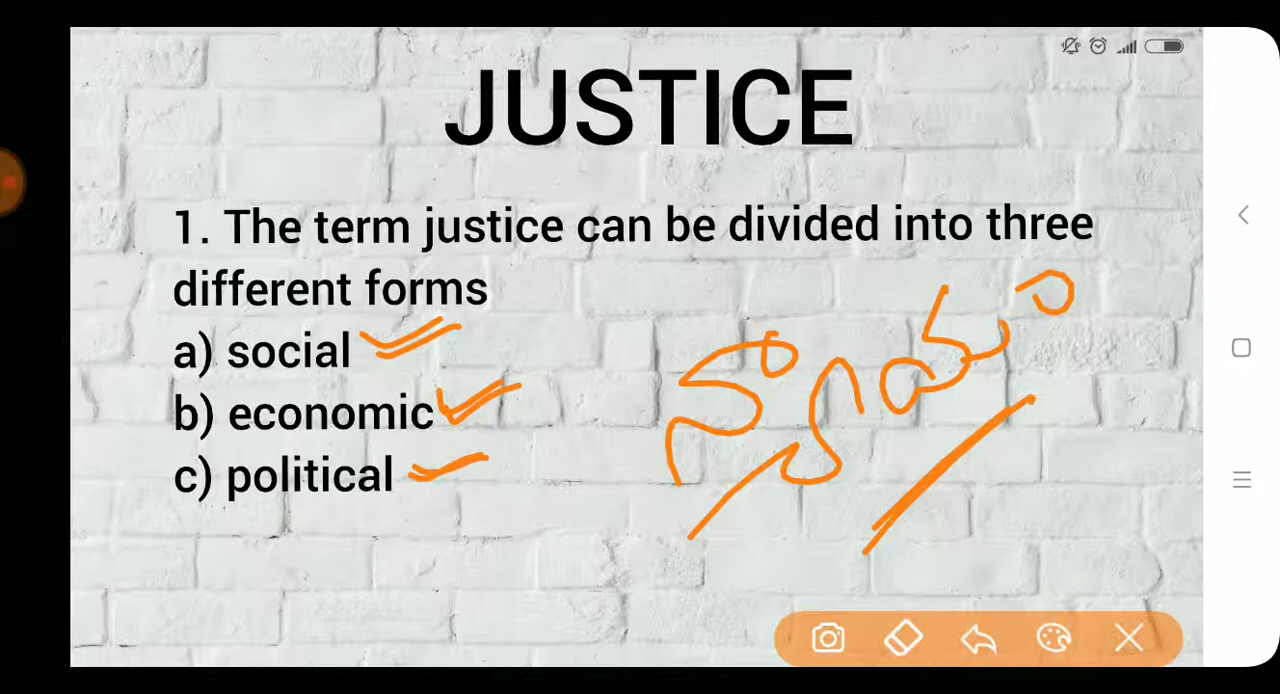 JUSTICE
1. The term justice can be divided into three
different forms
a) social
b) economic
c) political